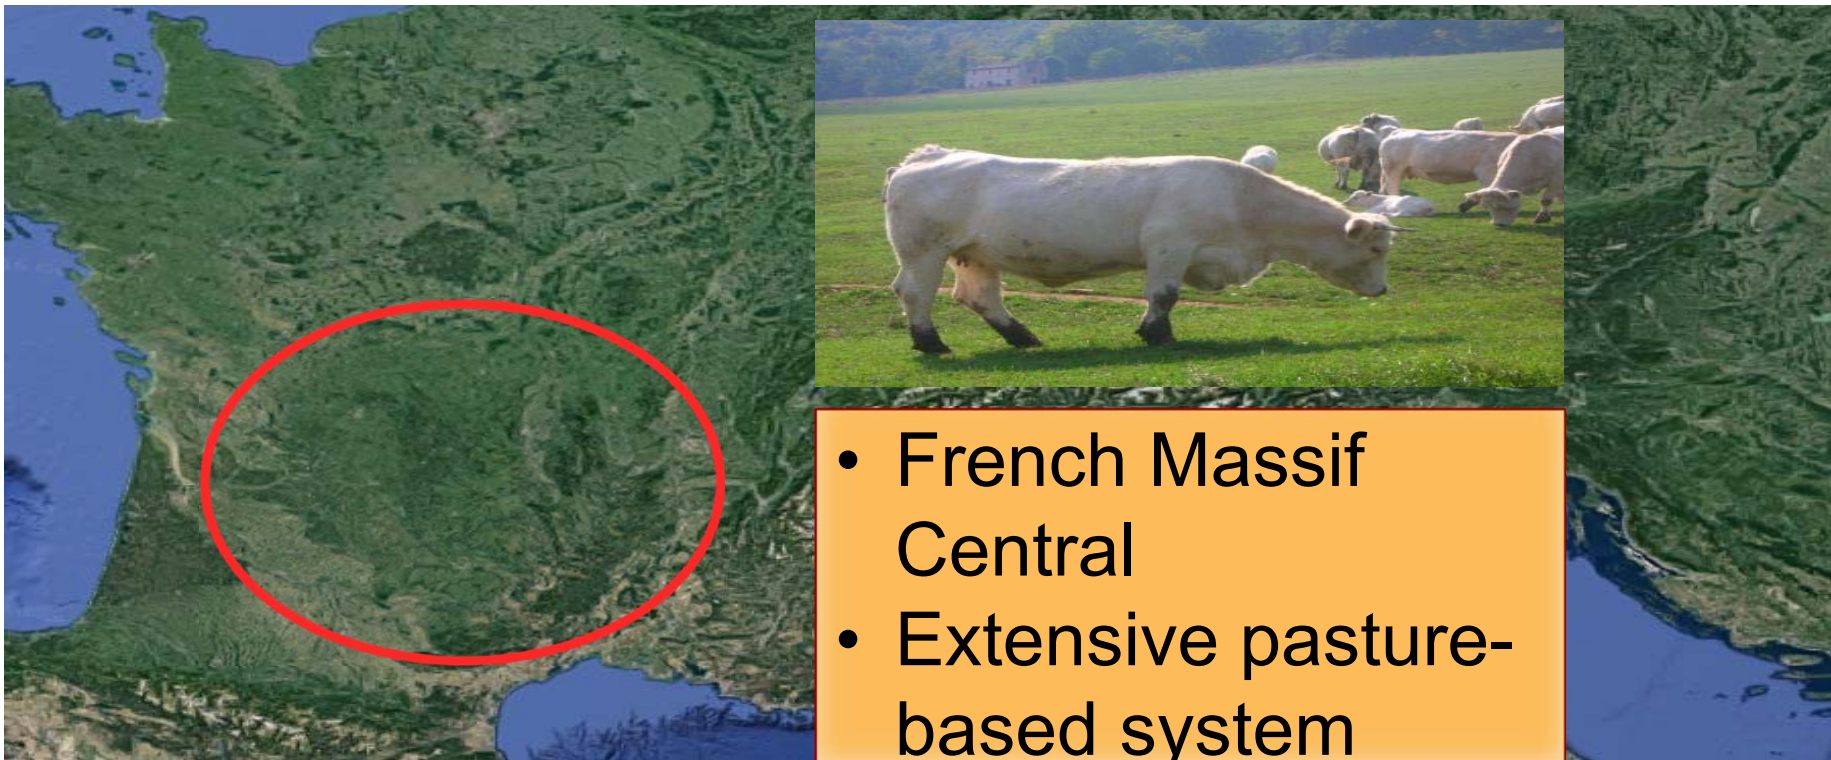 • French Massif
Central
• Extensive pasture-
based system